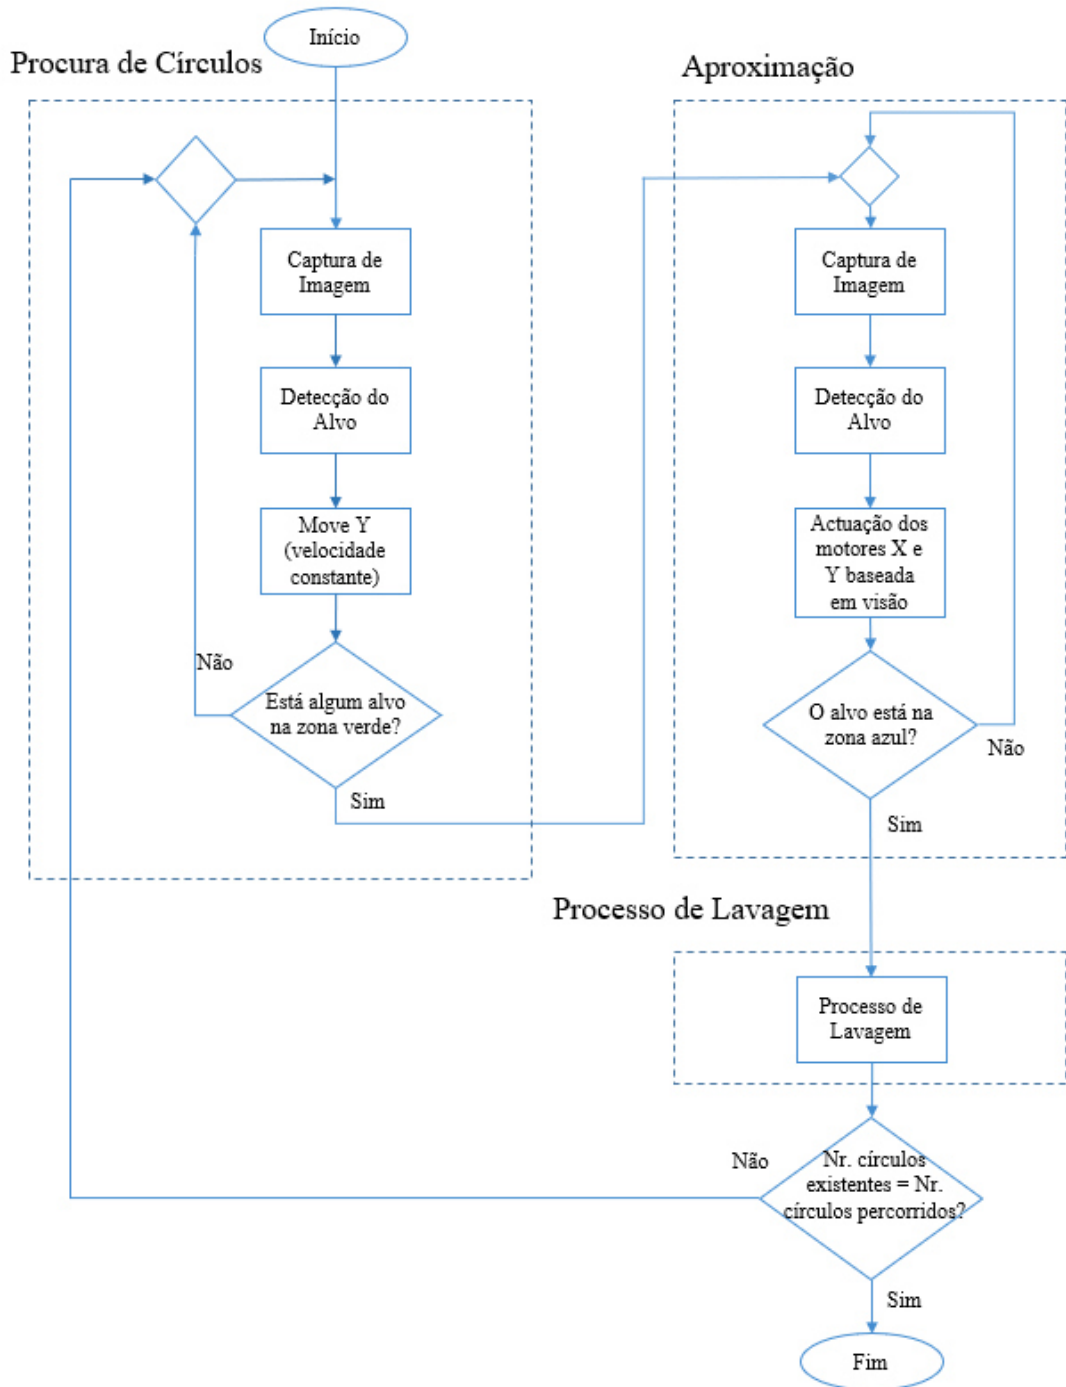 Início
Procura de Círculos
Captura de
Imagem
Detecção do
Alvo
Move Y
(velocidade
constante)
Não
Está algum alvo
na zona verde?
Sim
Aproximação
Captura de
Imagem
Detecção do
Alvo
Actuação dos
motores X e
Y baseada
em visão
O alvo está na
zona azul?
Não
Sim
Processo de Lavagem
Processo de
Lavagem
Não
Nr. círculos
existentes = Nr.
círculos percorridos?
Sim
Fim